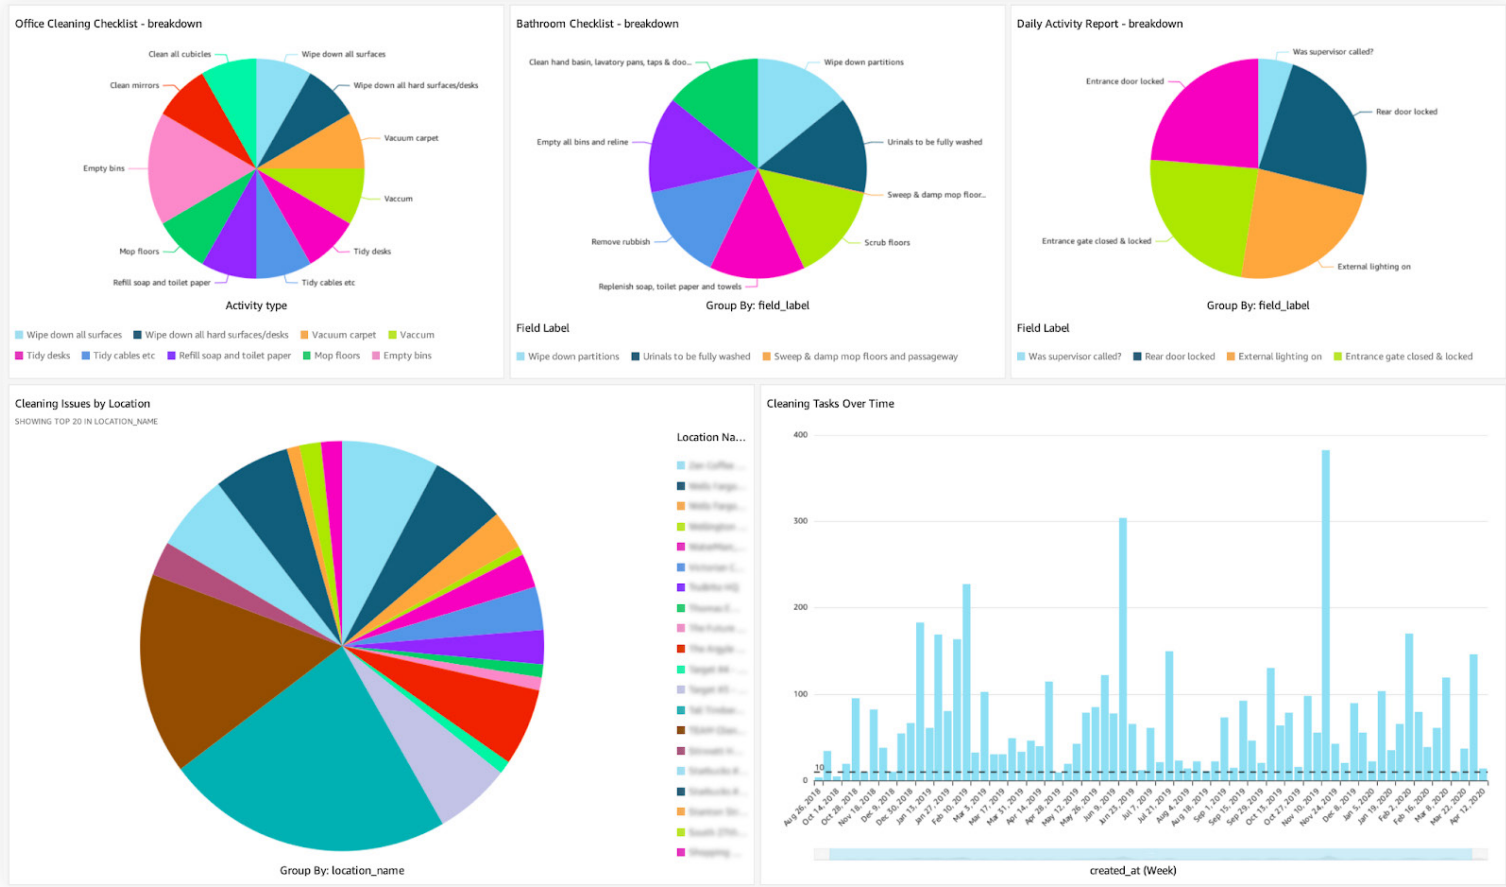 Office Cleaning Checklist - breakdown
Clean all cubicles
Wipe down all surfaces
Clean mirrors
Wipe down all hard surfaces/desks
Vacuum carpet
Empty bins
Vaccum
Mop floors
Tidy desks
Refill soap and toilet paper
Tidy cables etc
Activity type
Wipe down all surfaces Wipe down all hard surfaces/desks Vacuum carpet Vaccum
Tidy desks Tidy cables etc Refill soap and toilet paper Mop floors Empty bins
Bathroom Checklist - breakdown
Clean hand basin, lavatory pans, taps & doo...
Wipe down partitions
Empty all bins and reline
Urinals to be fully washed
Sweep & damp mop floor...
Remove rubbish
Scrub floors
Replenish soap, toilet paper and towels
Group By: field_label
Field Label
Wipe down partitions Urinals to be fully washed Sweep & damp mop floors and passageway
Daily Activity Report - breakdown
Was supervisor called?
Entrance door locked
Rear door locked
Entrance gate closed & locked
External lighting on
Group By: field_label
Field Label
Was supervisor called? Rear door locked External lighting on Entrance gate closed & locked
Cleaning Issues by Location
SHOWING TOP 20 IN LOCATION_NAME
Location Na...
Group By: location_name
Cleaning Tasks Over Time
400
300
200
100
10
0
Aug 26, 2018
Oct 14, 2018
Oct 28, 2018
Nov 18, 2018
Dec 9, 2018
Dec 30, 2018
Jan 13, 2019
Jan 27, 2019
Feb 10, 2019
Mar 3, 2019
Mar 17, 2019
Mar 31, 2019
Apr 14, 2019
Apr 28, 2019
May 12, 2019
May 26, 2019
Jun 9, 2019
Jun 23, 2019
Jul 7, 2019
Jul 21, 2019
Aug 4, 2019
Aug 18, 2019
Sep 1, 2019
Sep 15, 2019
Sep 29, 2019
Oct 13, 2019
Oct 27, 2019
Nov 10, 2019
Nov 24, 2019
Dec 8, 2019
Jan 5, 2020
Jan 19, 2020
Feb 2, 2020
Feb 16, 2020
Mar 8, 2020
Mar 22, 2020
Apr 12, 2020
created_at (Week)